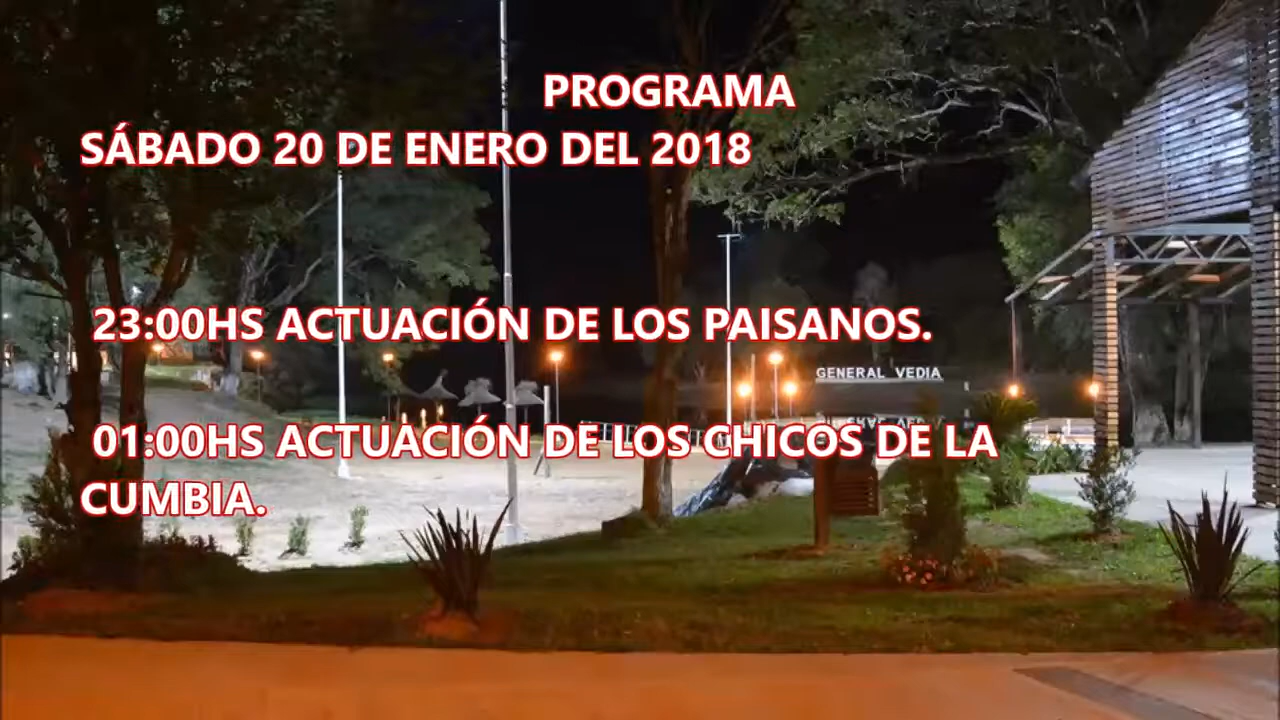 PROGRAMA
SÁBADO 20 DE ENERO DEL 2018
23:00HS ACTUACIÓN DE LOS PAISANOS.
GENERAL VEDIA
01:00HS ACTUACIÓN DE LOS CHICOS DE LA
CUMBIA.